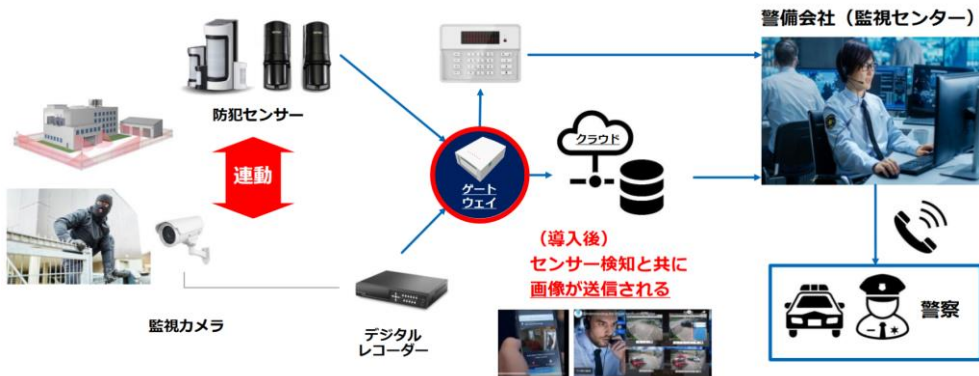 警備会社（監視センター）
防犯センサー
連動
ゲート
ウェイ
クラウド
（導入後）
センサー検知と共に
画像が送信される
監視カメラ
デジタル
レコーダー
警察